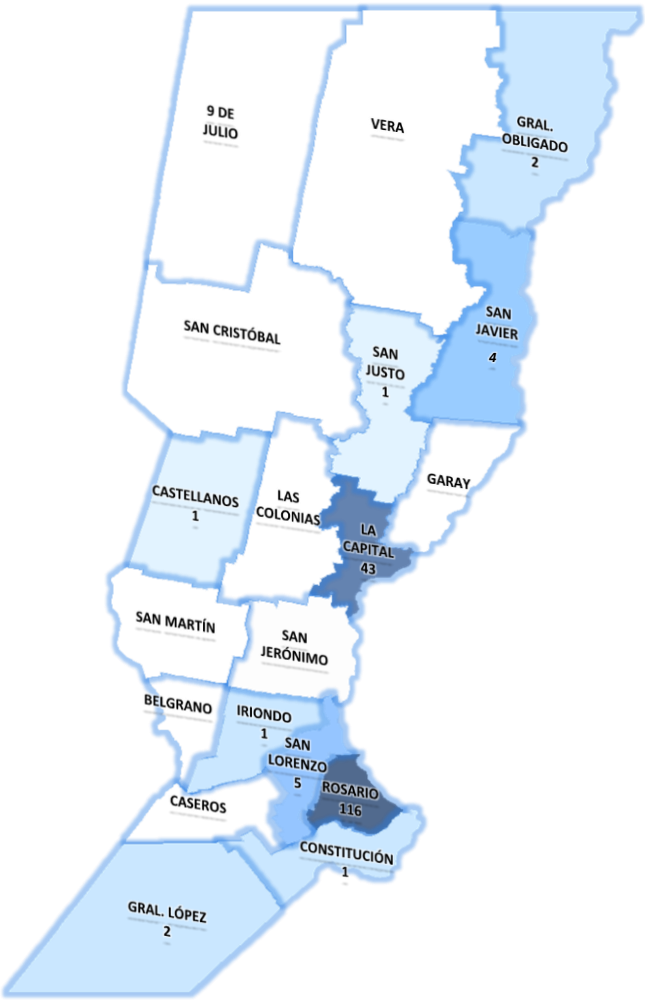 9 DE
JULIO
VERA
GRAL.
OBLIGADO
2
SAN
JAVIER
4
SAN CRISTÓBAL
SAN
JUSTO
1
CASTELLANOS
1
LAS
COLONIAS
GARAY
LA
CAPITAL
43
SAN MARTÍN
SAN
JERÓNIMO
BELGRANO
IRIONDO
1
SAN
LORENZO
5
ROSARIO
116
CASEROS
CONSTITUCIÓN
1
GRAL. LÓPEZ
2